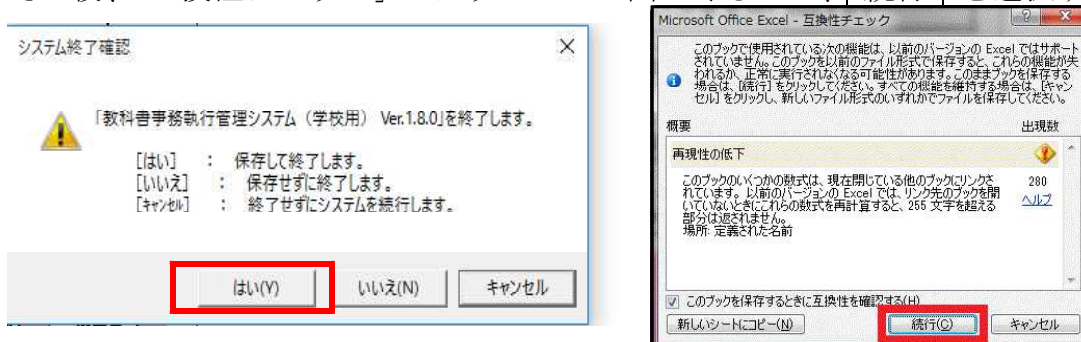 システム終了確認
「教科書事務執行管理システム（学校用） Ver.1.8.0」を終了します。
[はい] ： 保存して終了します。
[いいえ] ： 保存せずに終了します。
[ｷｬﾝｾﾙ] ： 終了せずにシステムを続行します。
はい(Y) いいえ(N) キャンセル
Microsoft Office Excel - 互換性チェック
このブックで使用されている次の機能は、以前のバージョンの Excel ではサポート
されていません。このブックを以前のファイル形式で保存すると、これらの機能が失
われるか、正常に実行されなくなる可能性があります。このままブックを保存する
場合は、[続行] をクリックしてください。すべての機能を維持する場合は、[キャン
セル] をクリックし、新しいファイル形式のいずれかでファイルを保存してください。
概要 出現数
再現性の低下
このブックのいくつかの数式は、現在閉じている他のブックにリンクさ 280
れています。以前のバージョンの Excel では、リンク先のブックを開 ヘルプ
いていないときにこれらの数式を再計算すると、255 文字を超える
部分は返されません。
場所: 定義された名前
このブックを保存するときに互換性を確認する(H)
新しいシートにコピー(N) 続行(C) キャンセル